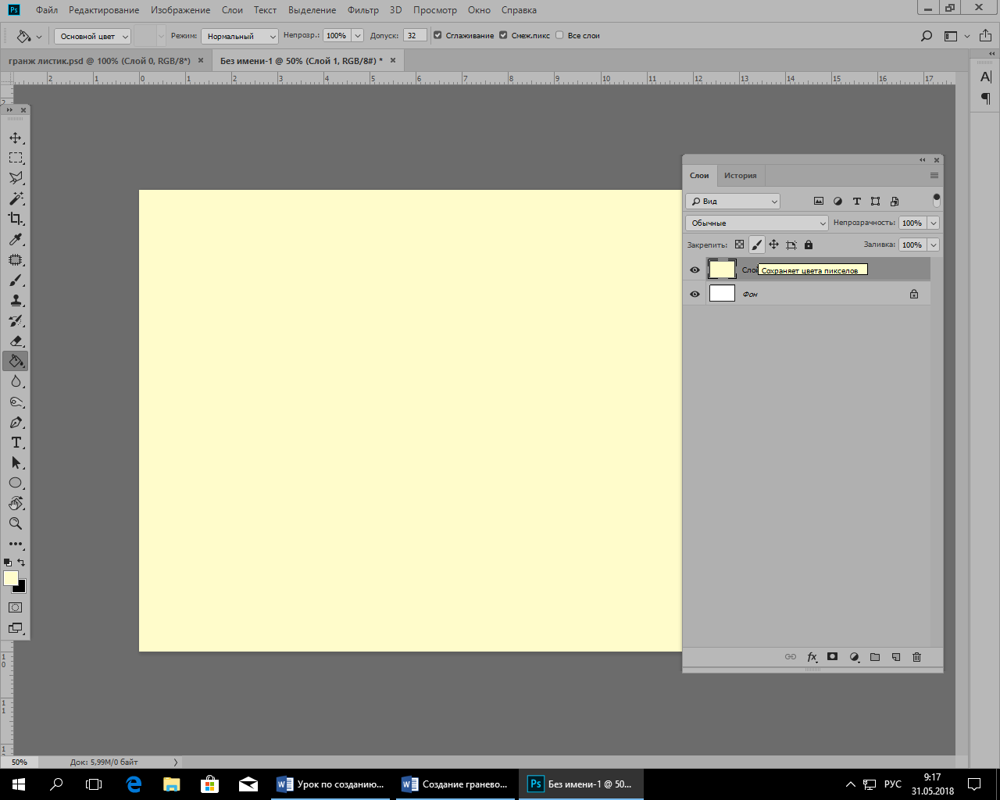 Ps Файл Редактирование Изображение Слои Текст Выделение Фильтр 3D Просмотр Окно Справка
Основной цвет Режим: Нормальный Непрозр.: 100% Допуск: 32 Сглаживание Смеж.пикс Все слои
гранж листик.psd @ 100% (Слой 0, RGB/8*) Без имени-1 @ 50% (Слой 1, RGB/8#) *
2 1 0 1 2 3 4 5 6 7 8 9 10 11 12 13 14 15 16 17
Слои История
Вид
Обычные Непрозрачность: 100%
Закрепить: Заливка: 100%
Сохраняет цвета пикселов
Фон
fx
10
11
50% Док: 5,99M/0 байт
Урок по созданию... Создание гранево... Ps Без имени-1 @ 50... РУС 9:17
31.05.2018